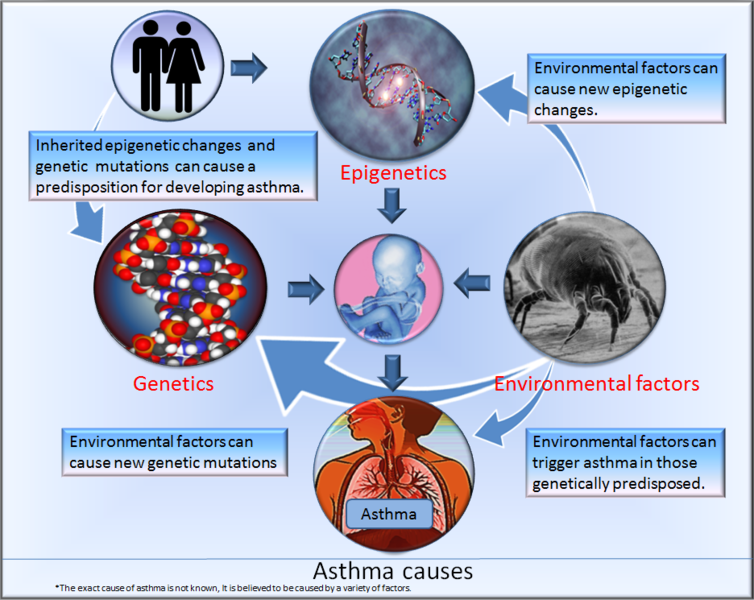 Environmental factors can
cause new epigenetic
changes.
Inherited epigenetic changes and
genetic mutations can cause a
predisposition for developing asthma.
Epigenetics
Genetics
Environmental factors
Environmental factors can
cause new genetic mutations
Environmental factors can
trigger asthma in those
genetically predisposed.
Asthma
Asthma causes
*The exact cause of asthma is not known, It is believed to be caused by a variety of factors.